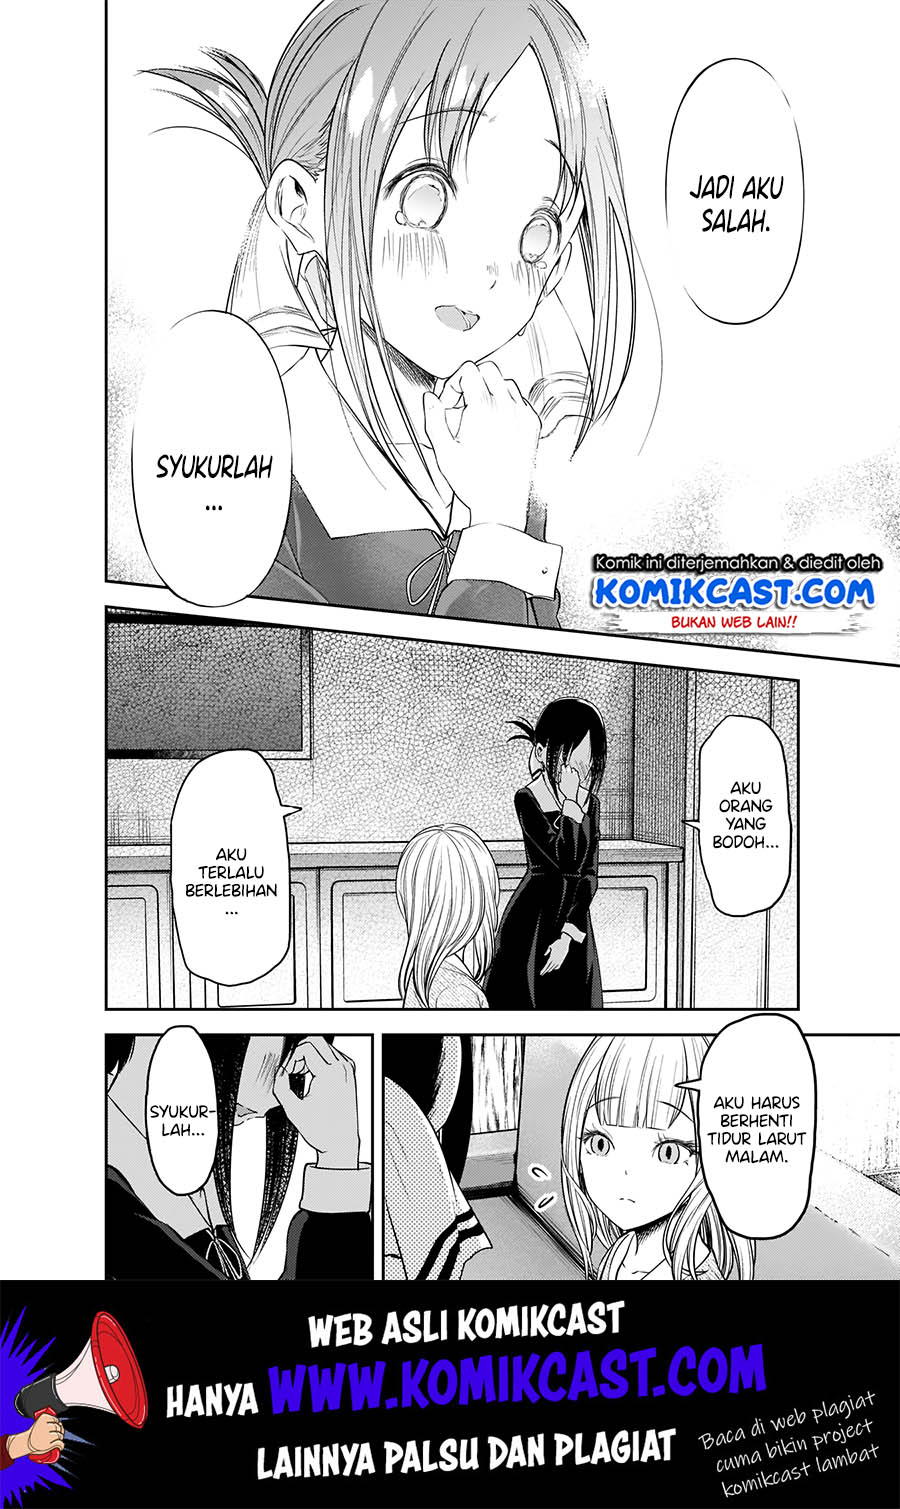 JADI AKU
SALAH.
SYUKURLAH
...
Komik ini diterjemahkan & diedit oleh
KOMIKCAST.COM
BUKAN WEB LAIN!!
AKU
ORANG
YANG
BODOH...
AKU
TERLALU
BERLEBIHAN
...
AKU HARUS
BERHENTI
TIDUR LARUT
MALAM.
SYUKUR-
LAH...
WEB ASLI KOMIKCAST
HANYA WWW.KOMIKCAST.COM
LAINNYA PALSU DAN PLAGIAT
Baca di web plagiat
cuma bikin project
komikcast lambat